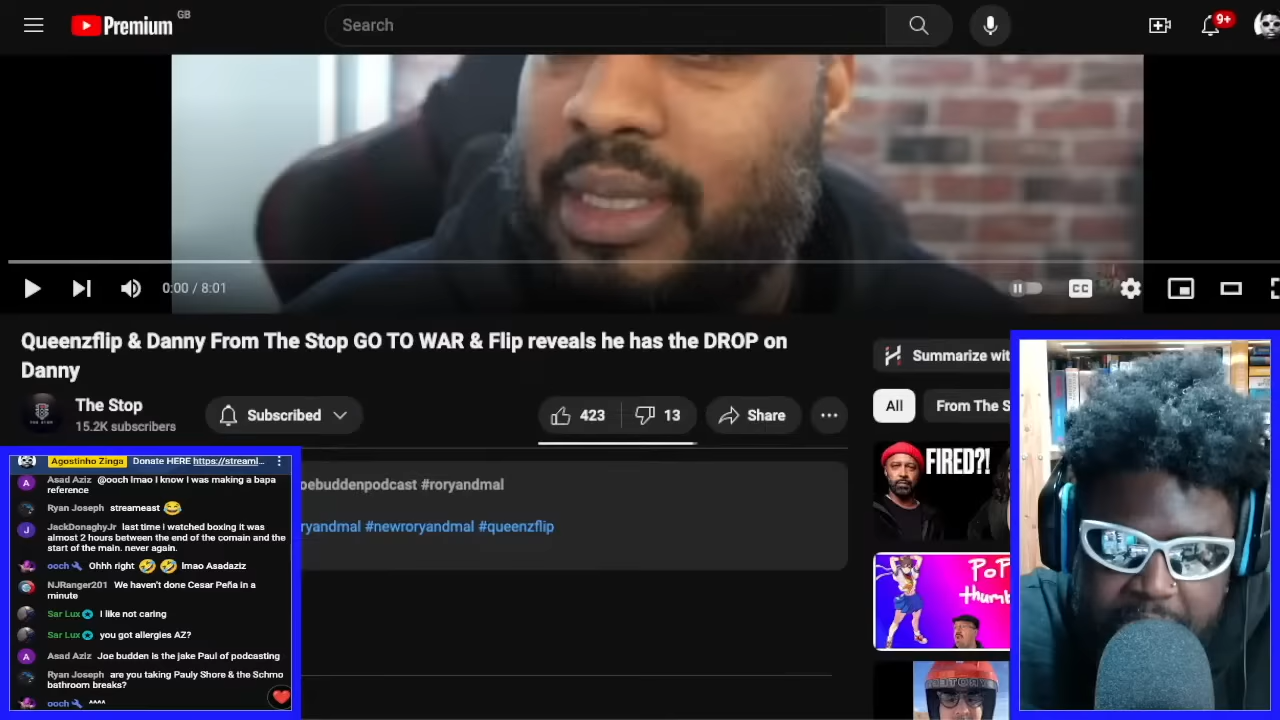 Premium GB
Search
9+
0:00 / 8:01
CC
Queenzflip & Danny From The Stop GO TO WAR & Flip reveals he has the DROP on
Danny
The Stop
15.2K subscribers
Subscribed
423
13
Share
Summarize wit
All
From The S
oebuddenpodcast #roryandmal
ryandmal #newroryandmal #queenzflip
FIRED?!
PoP
thumb
Agostinho Zinga Donate HERE https://streaml...
Asad Aziz @ooch lmao I know I was making a bapa
reference
Ryan Joseph streameast 😂
JackDonaghyJr last time i watched boxing it was
almost 2 hours between the end of the comain and the
start of the main. never again.
ooch Ohhh right 🤣 🤣 lmao Asadaziz
NJRanger201 We haven't done Cesar Peña in a
minute
Sar Lux I like not caring
Sar Lux you got allergies AZ?
Asad Aziz Joe budden is the jake Paul of podcasting
Ryan Joseph are you taking Pauly Shore & the Schmo
bathroom breaks?
ooch ^^^^